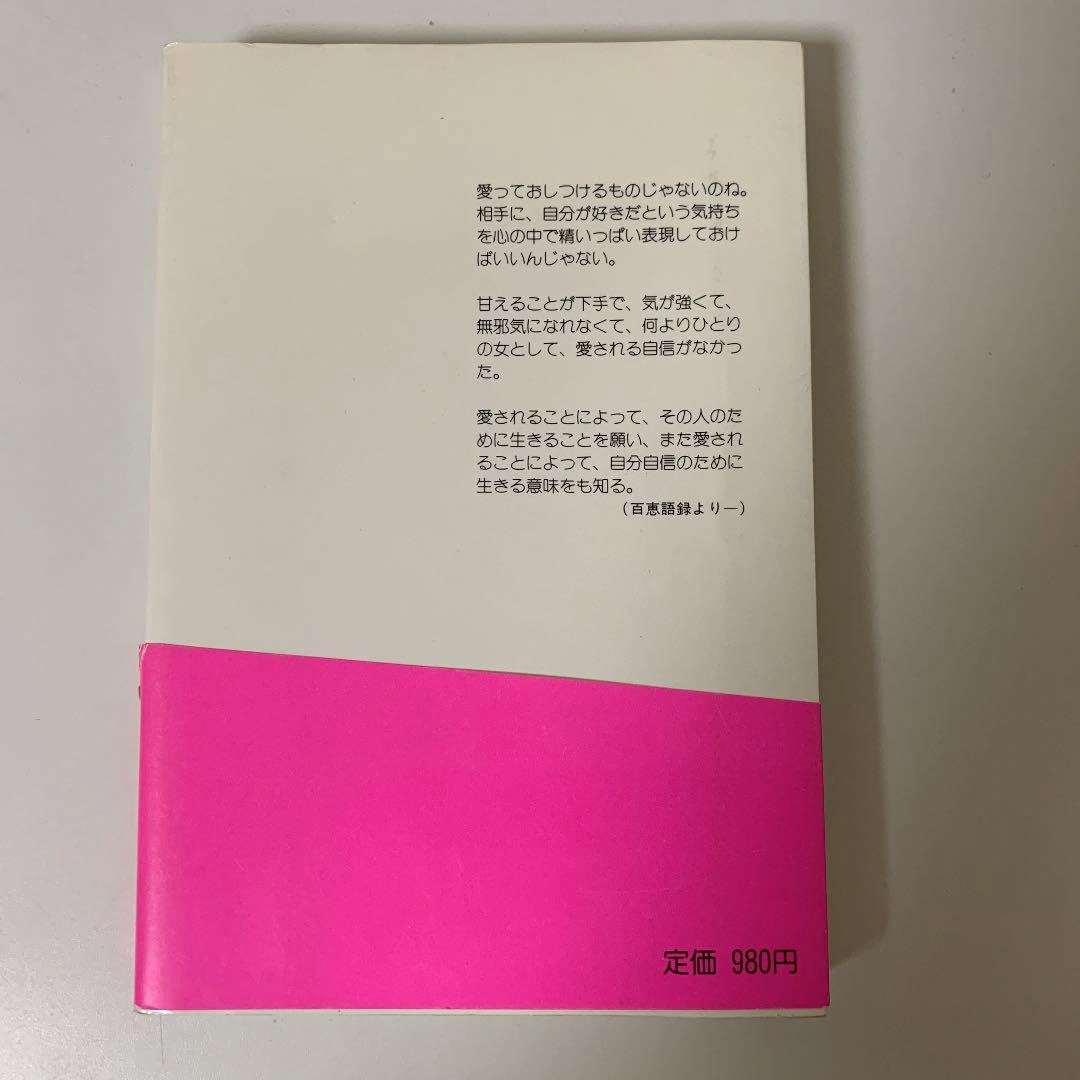 愛っておしつけるものじゃないのね。
相手に、自分が好きだという気持ち
を心の中で精いっぱい表現しておけ
ばいいんじゃない。
甘えることが下手で、気が強くて、
無邪気になれなくて、何よりひとり
の女として、愛される自信がなかっ
た。
愛されることによって、その人のた
めに生きることを願い、また愛され
ることによって、自分自信のために
生きる意味をも知る。
（百恵語録より―）
定価 980円